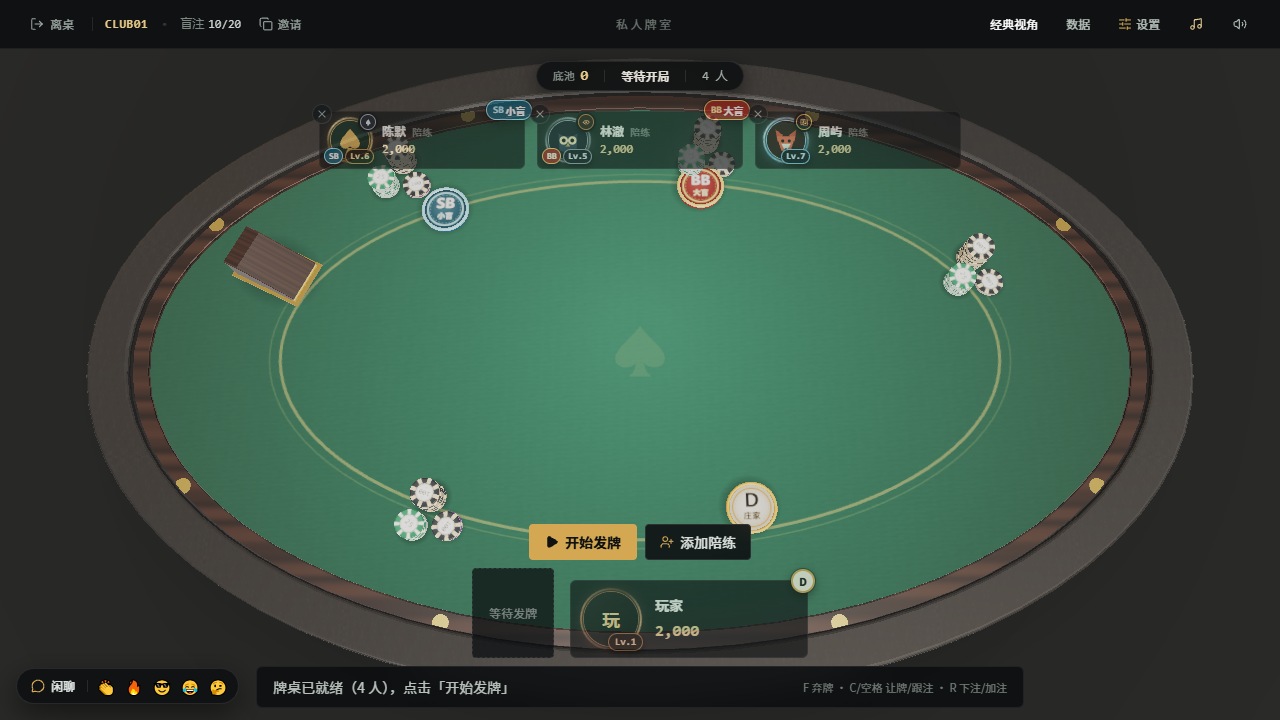 离桌 CLUB01 盲注 10/20 邀请 私人牌室 经典视角 数据 设置
底池 0 等待开局 4 人
SB 小盲 BB 大盲
陈默 陪练 林澈 陪练 周屿 陪练
2,000 2,000 2,000
SB Lv.6 BB Lv.5 Lv.7
SB
小盲
BB
大盲
D
庄家
开始发牌 添加陪练
D
等待发牌
玩
Lv.1
玩家
2,000
闲聊
牌桌已就绪（4 人），点击「开始发牌」 F 弃牌 · C/空格 让牌/跟注 · R 下注/加注